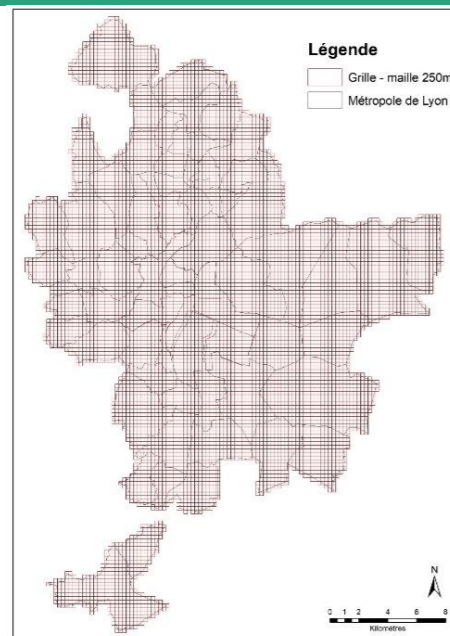 Légende
Grille - maille 250m
Métropole de Lyon
N
0 1 2 4 6 8
Kilomètres